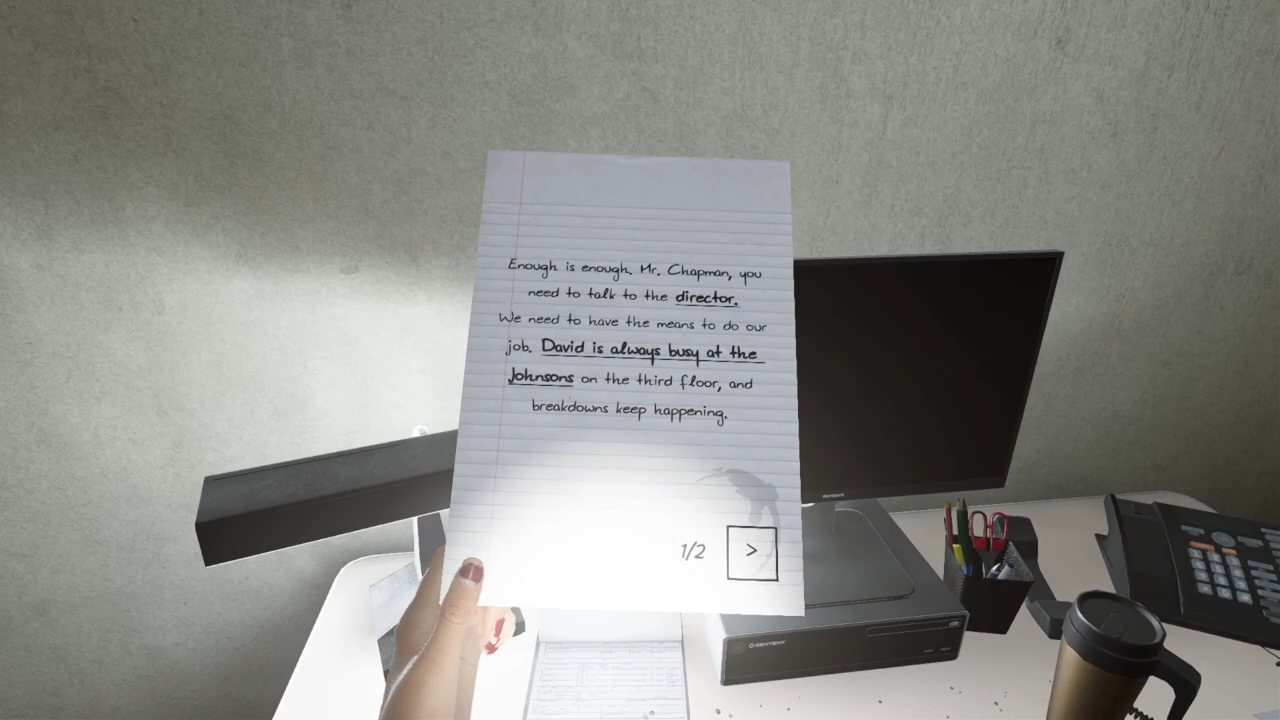 Enough is enough. Mr. Chapman, you
need to talk to the director.
We need to have the means to do our
job. David is always busy at the
Johnsons on the third floor, and
breakdowns keep happening.
1/2 >